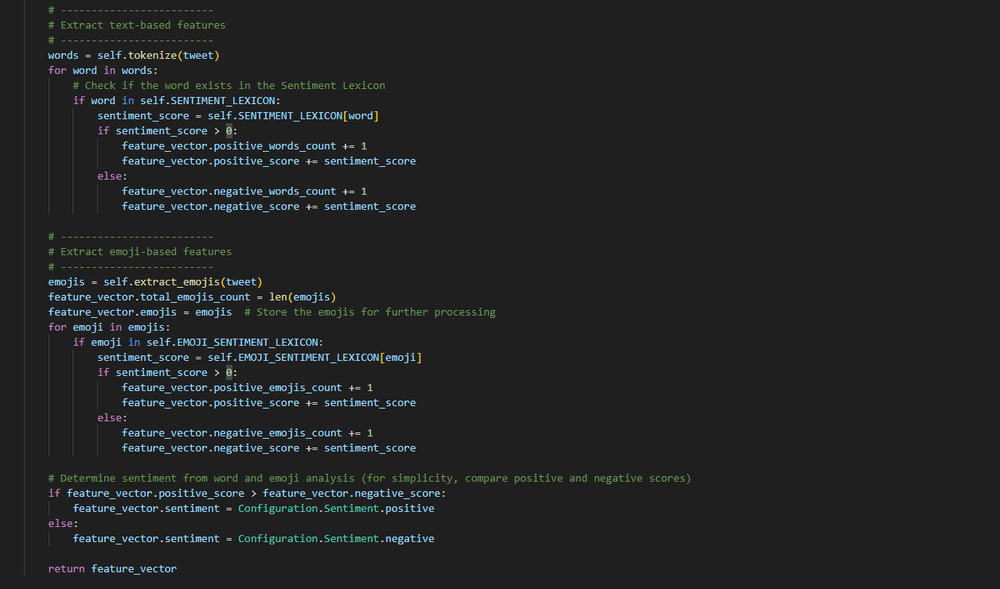 # -------------------------
# Extract text-based features
# -------------------------
words = self.tokenize(tweet)
for word in words:
    # Check if the word exists in the Sentiment Lexicon
    if word in self.SENTIMENT_LEXICON:
        sentiment_score = self.SENTIMENT_LEXICON[word]
        if sentiment_score > 0:
            feature_vector.positive_words_count += 1
            feature_vector.positive_score += sentiment_score
        else:
            feature_vector.negative_words_count += 1
            feature_vector.negative_score += sentiment_score

# -------------------------
# Extract emoji-based features
# -------------------------
emojis = self.extract_emojis(tweet)
feature_vector.total_emojis_count = len(emojis)
feature_vector.emojis = emojis  # Store the emojis for further processing
for emoji in emojis:
    if emoji in self.EMOJI_SENTIMENT_LEXICON:
        sentiment_score = self.EMOJI_SENTIMENT_LEXICON[emoji]
        if sentiment_score > 0:
            feature_vector.positive_emojis_count += 1
            feature_vector.positive_score += sentiment_score
        else:
            feature_vector.negative_emojis_count += 1
            feature_vector.negative_score += sentiment_score

# Determine sentiment from word and emoji analysis (for simplicity, compare positive and negative scores)
if feature_vector.positive_score > feature_vector.negative_score:
    feature_vector.sentiment = Configuration.Sentiment.positive
else:
    feature_vector.sentiment = Configuration.Sentiment.negative

return feature_vector